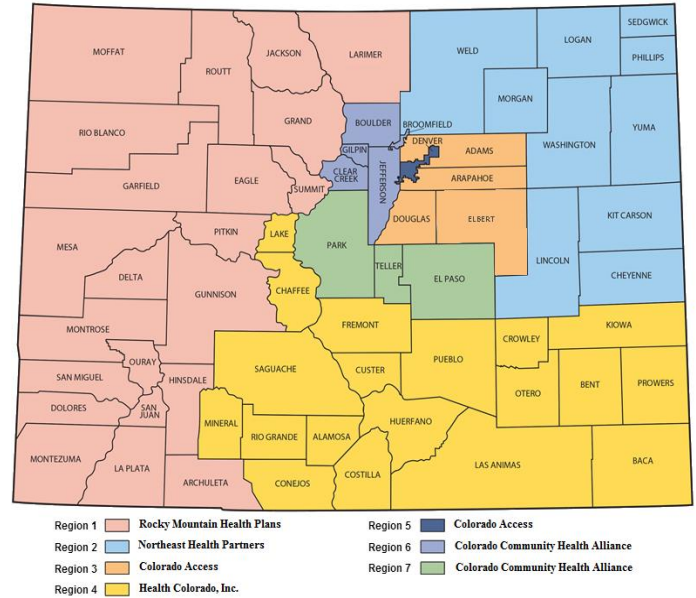 MOFFAT
ROUTT
JACKSON
LARIMER
WELD
LOGAN
SEDGWICK
PHILLIPS
MORGAN
YUMA
RIO BLANCO
GRAND
BOULDER
BROOMFIELD
WASHINGTON
GILPIN
DENVER
ADAMS
CLEAR
CREEK
JEFFERSON
ARAPAHOE
GARFIELD
EAGLE
SUMMIT
DOUGLAS
ELBERT
KIT CARSON
PITKIN
LAKE
PARK
MESA
LINCOLN
CHEYENNE
DELTA
TELLER
EL PASO
GUNNISON
CHAFFEE
MONTROSE
FREMONT
KIOWA
CROWLEY
OURAY
PUEBLO
SAN MIGUEL
HINSDALE
SAGUACHE
CUSTER
OTERO
BENT
PROWERS
DOLORES
SAN
JUAN
MINERAL
RIO GRANDE
ALAMOSA
HUERFANO
MONTEZUMA
LA PLATA
ARCHULETA
CONEJOS
COSTILLA
LAS ANIMAS
BACA
Region 1 Rocky Mountain Health Plans
Region 2 Northeast Health Partners
Region 3 Colorado Access
Region 4 Health Colorado, Inc.
Region 5 Colorado Access
Region 6 Colorado Community Health Alliance
Region 7 Colorado Community Health Alliance